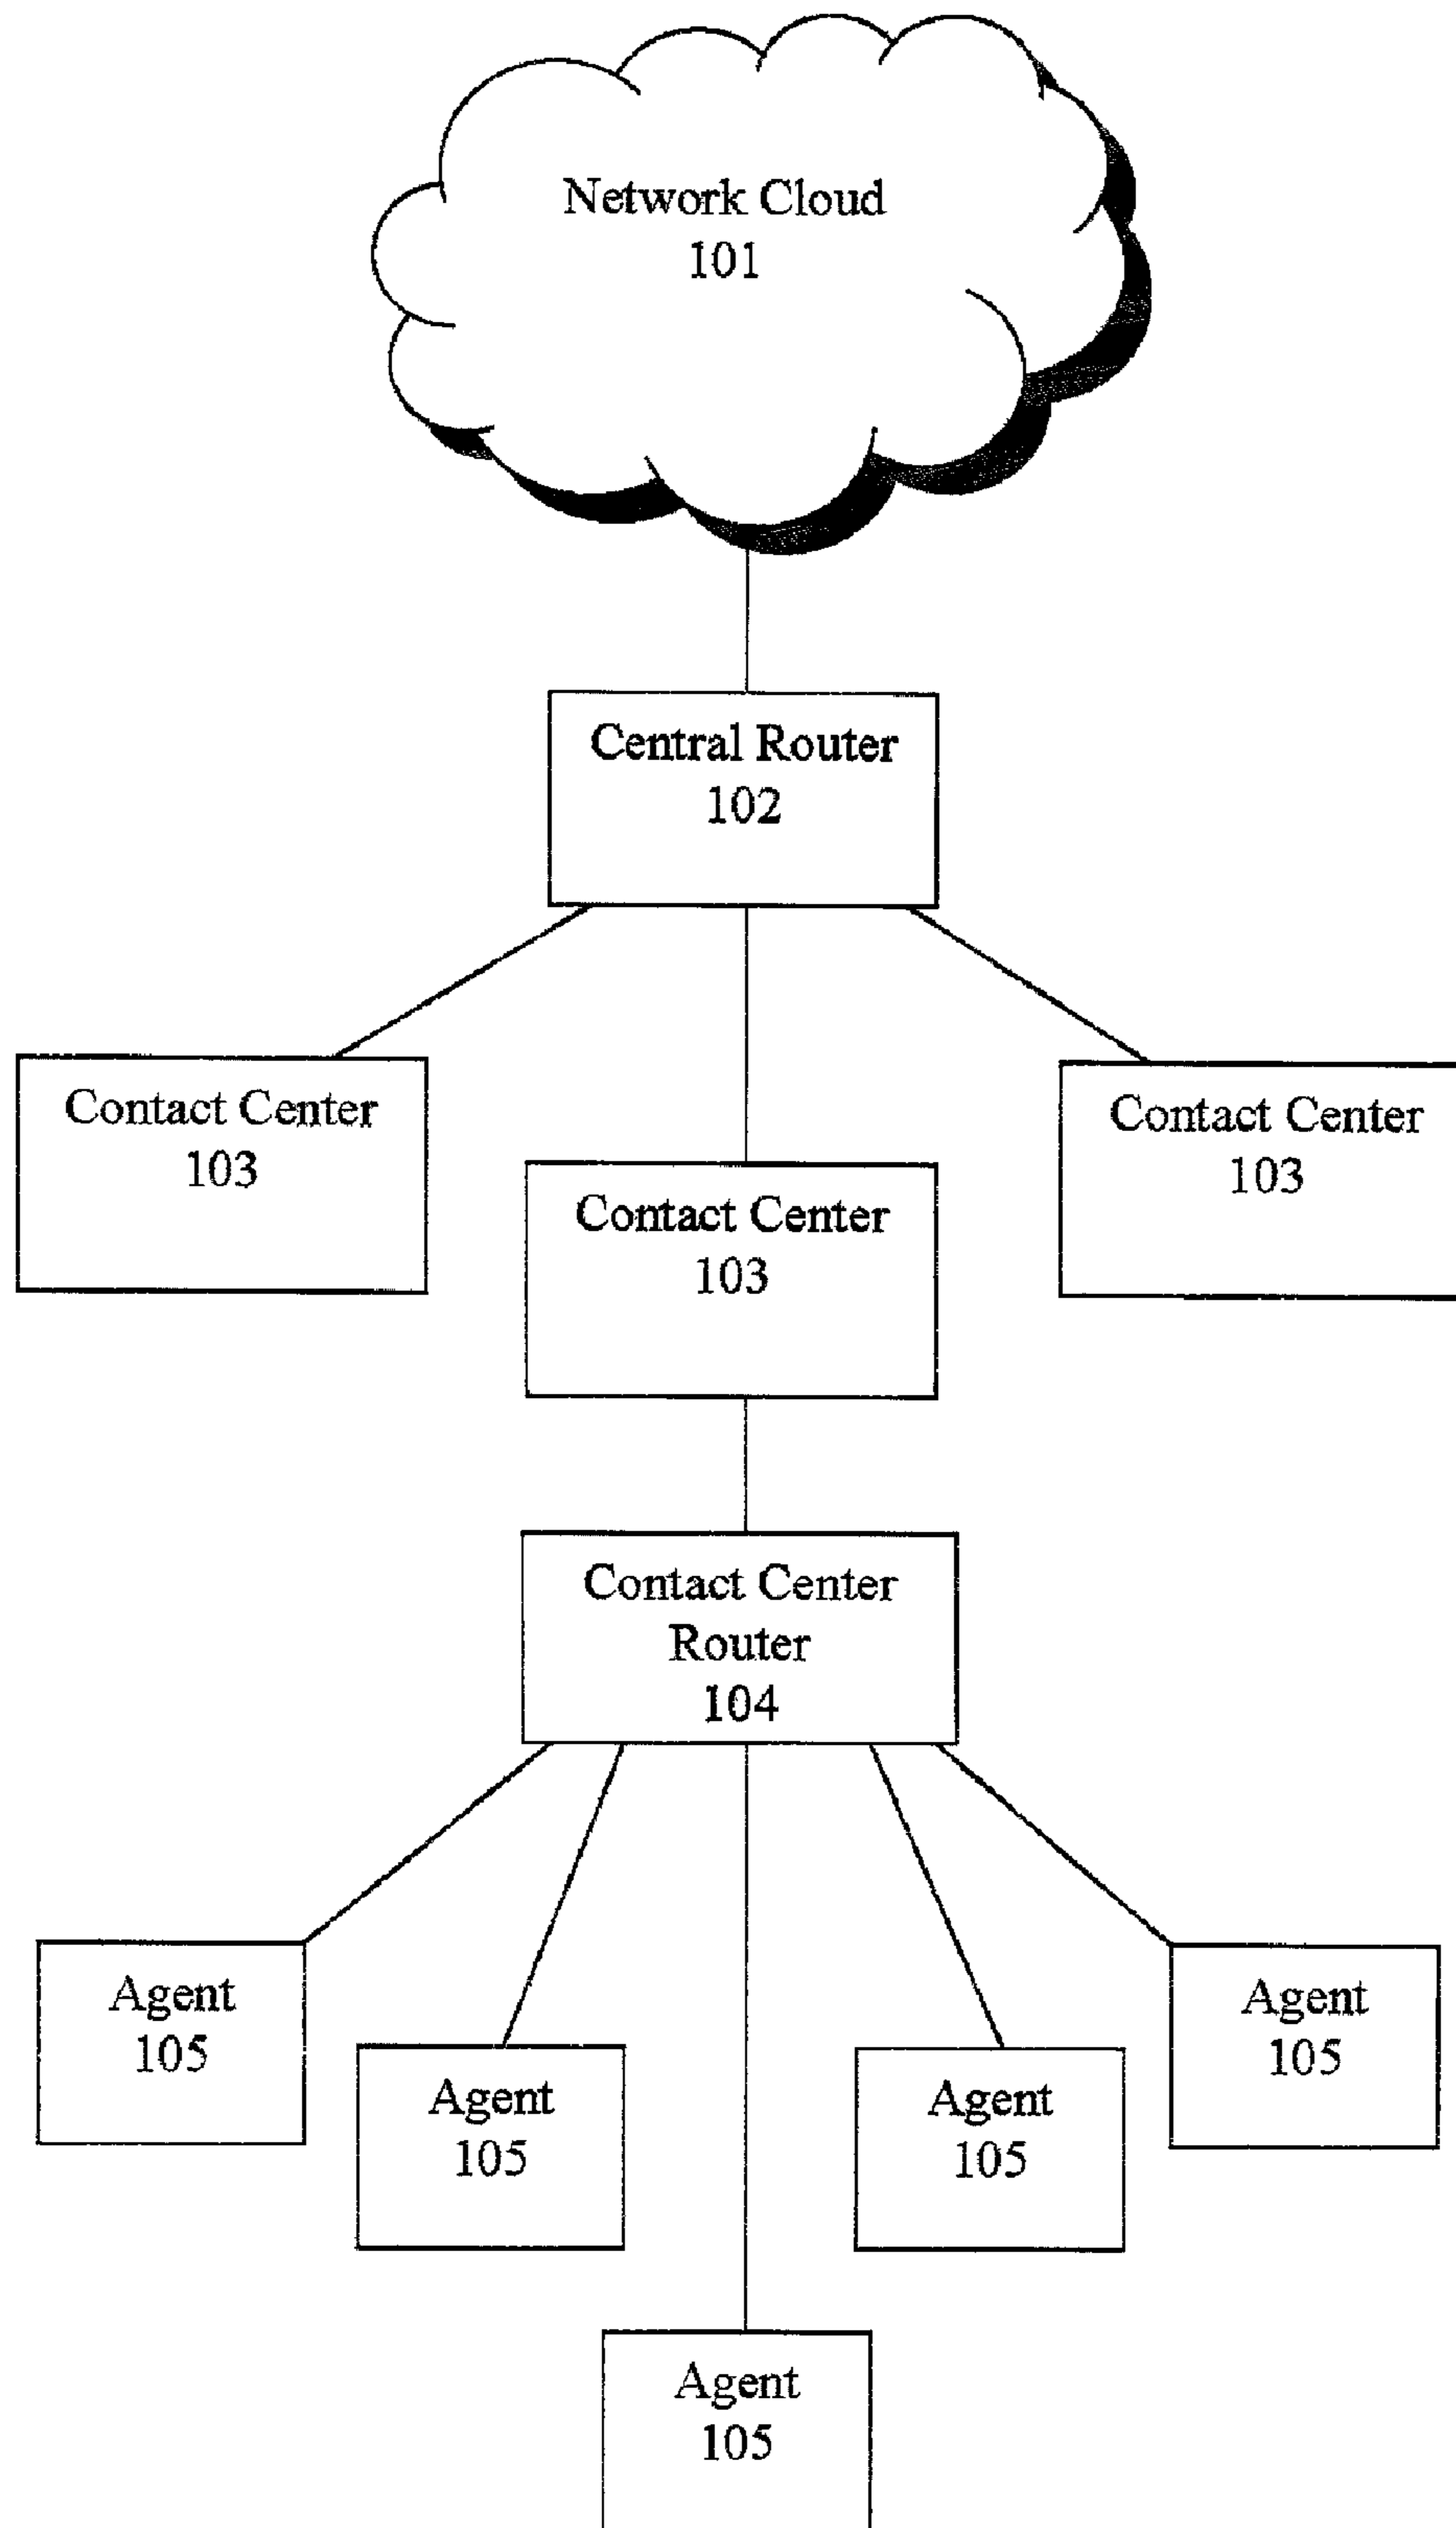 Network Cloud
101
Central Router
102
Contact Center
103
Contact Center
103
Contact Center
103
Contact Center
Router
104
Agent
105
Agent
105
Agent
105
Agent
105
Agent
105